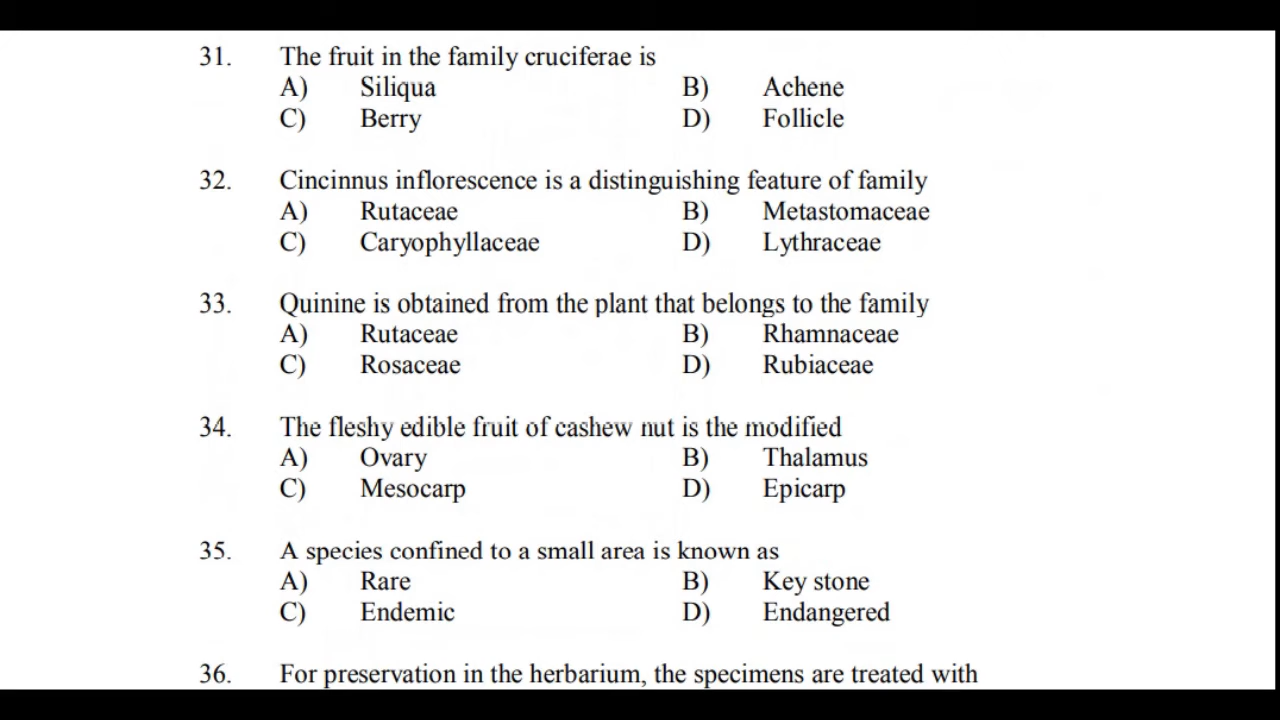 31. The fruit in the family cruciferae is
A) Siliqua B) Achene
C) Berry D) Follicle
32. Cincinnus inflorescence is a distinguishing feature of family
A) Rutaceae B) Metastomaceae
C) Caryophyllaceae D) Lythraceae
33. Quinine is obtained from the plant that belongs to the family
A) Rutaceae B) Rhamnaceae
C) Rosaceae D) Rubiaceae
34. The fleshy edible fruit of cashew nut is the modified
A) Ovary B) Thalamus
C) Mesocarp D) Epicarp
35. A species confined to a small area is known as
A) Rare B) Key stone
C) Endemic D) Endangered
36. For preservation in the herbarium, the specimens are treated with